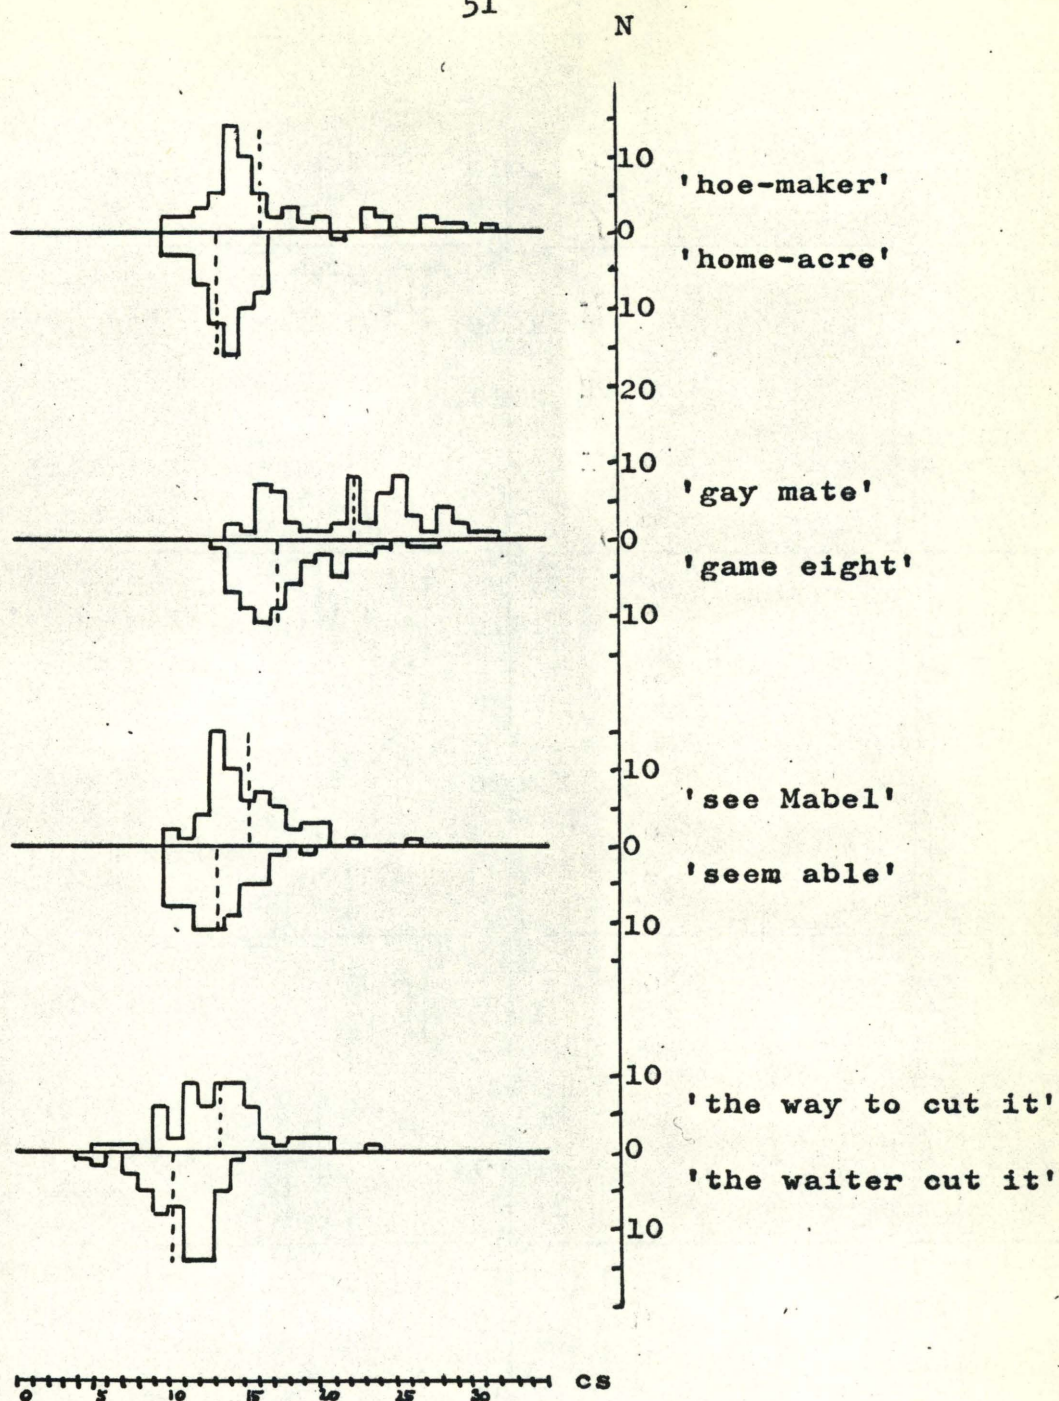 51
N
10
'hoe-maker'
0
'home-acre'
10
20
10
'gay mate'
0
'game eight'
10
10
'see Mabel'
0
'seem able'
10
10
'the way to cut it'
0
'the waiter cut it'
10
0 5 10 15 20 25 30 cs